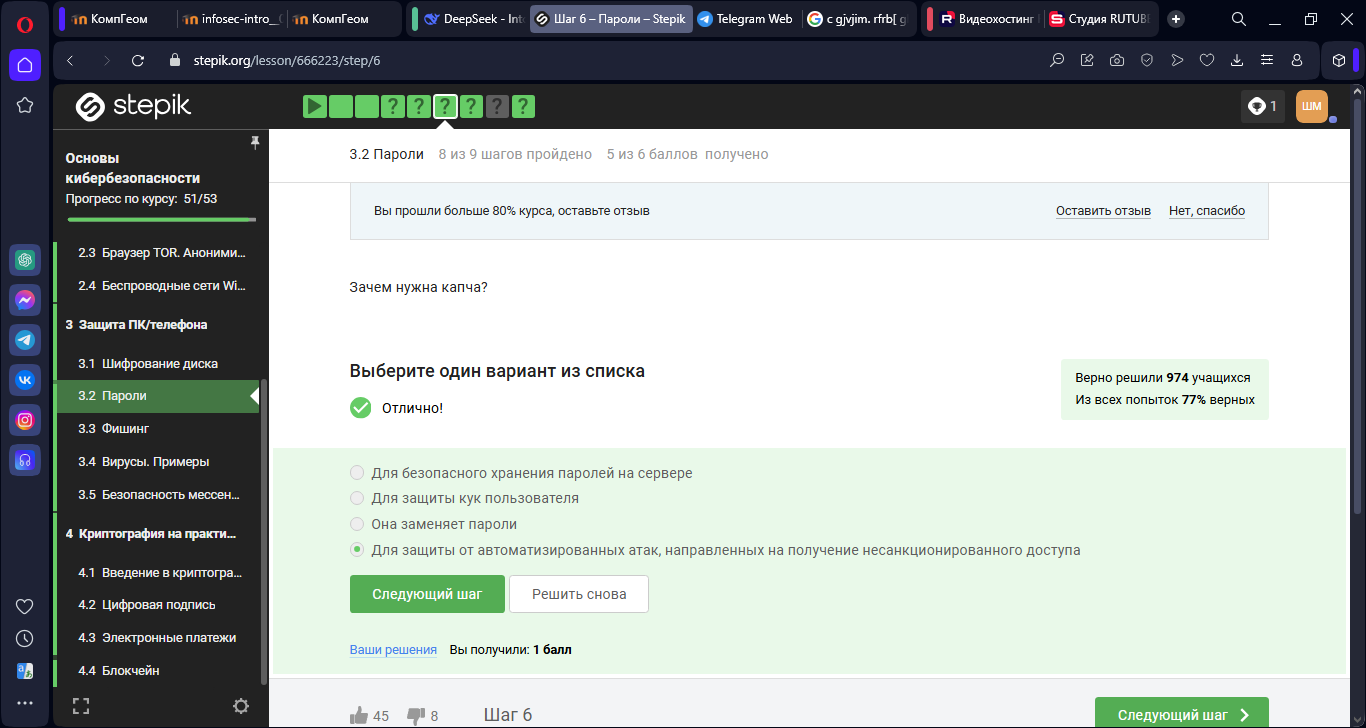 КомпГеом
infosec-intro_
КомпГеом
DeepSeek - Int
Шаг 6 – Пароли – Stepik
Telegram Web
с gjvjim. rfrb[ g
Видеохостинг
Студия RUTUBE
stepik.org/lesson/666223/step/6
stepik
? ? ? ? ? ?
1
ШМ
Основы
кибербезопасности
Прогресс по курсу: 51/53
2.3 Браузер TOR. Аноними...
2.4 Беспроводные сети Wi...
3 Защита ПК/телефона
3.1 Шифрование диска
3.2 Пароли
3.3 Фишинг
3.4 Вирусы. Примеры
3.5 Безопасность мессен...
4 Криптография на практи...
4.1 Введение в криптогра...
4.2 Цифровая подпись
4.3 Электронные платежи
4.4 Блокчейн
3.2 Пароли 8 из 9 шагов пройдено 5 из 6 баллов получено
Вы прошли больше 80% курса, оставьте отзыв
Оставить отзыв
Нет, спасибо
Зачем нужна капча?
Выберите один вариант из списка
Отлично!
Верно решили 974 учащихся
Из всех попыток 77% верных
Для безопасного хранения паролей на сервере
Для защиты кук пользователя
Она заменяет пароли
Для защиты от автоматизированных атак, направленных на получение несанкционированного доступа
Следующий шаг
Решить снова
Ваши решения Вы получили: 1 балл
45 8 Шаг 6
Следующий шаг